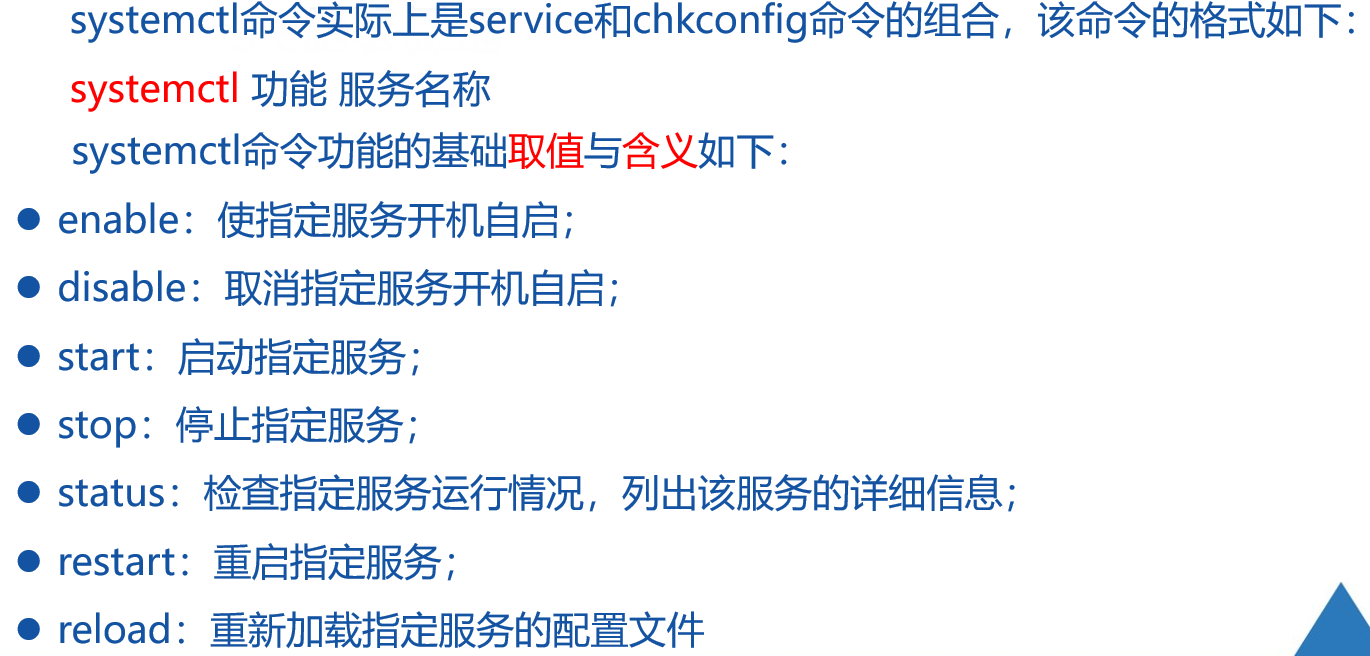 systemctl命令实际上是service和chkconfig命令的组合，该命令的格式如下：
systemctl 功能 服务名称
systemctl命令功能的基础取值与含义如下：
● enable：使指定服务开机自启；
● disable：取消指定服务开机自启；
● start：启动指定服务；
● stop：停止指定服务；
● status：检查指定服务运行情况，列出该服务的详细信息；
● restart：重启指定服务；
● reload：重新加载指定服务的配置文件